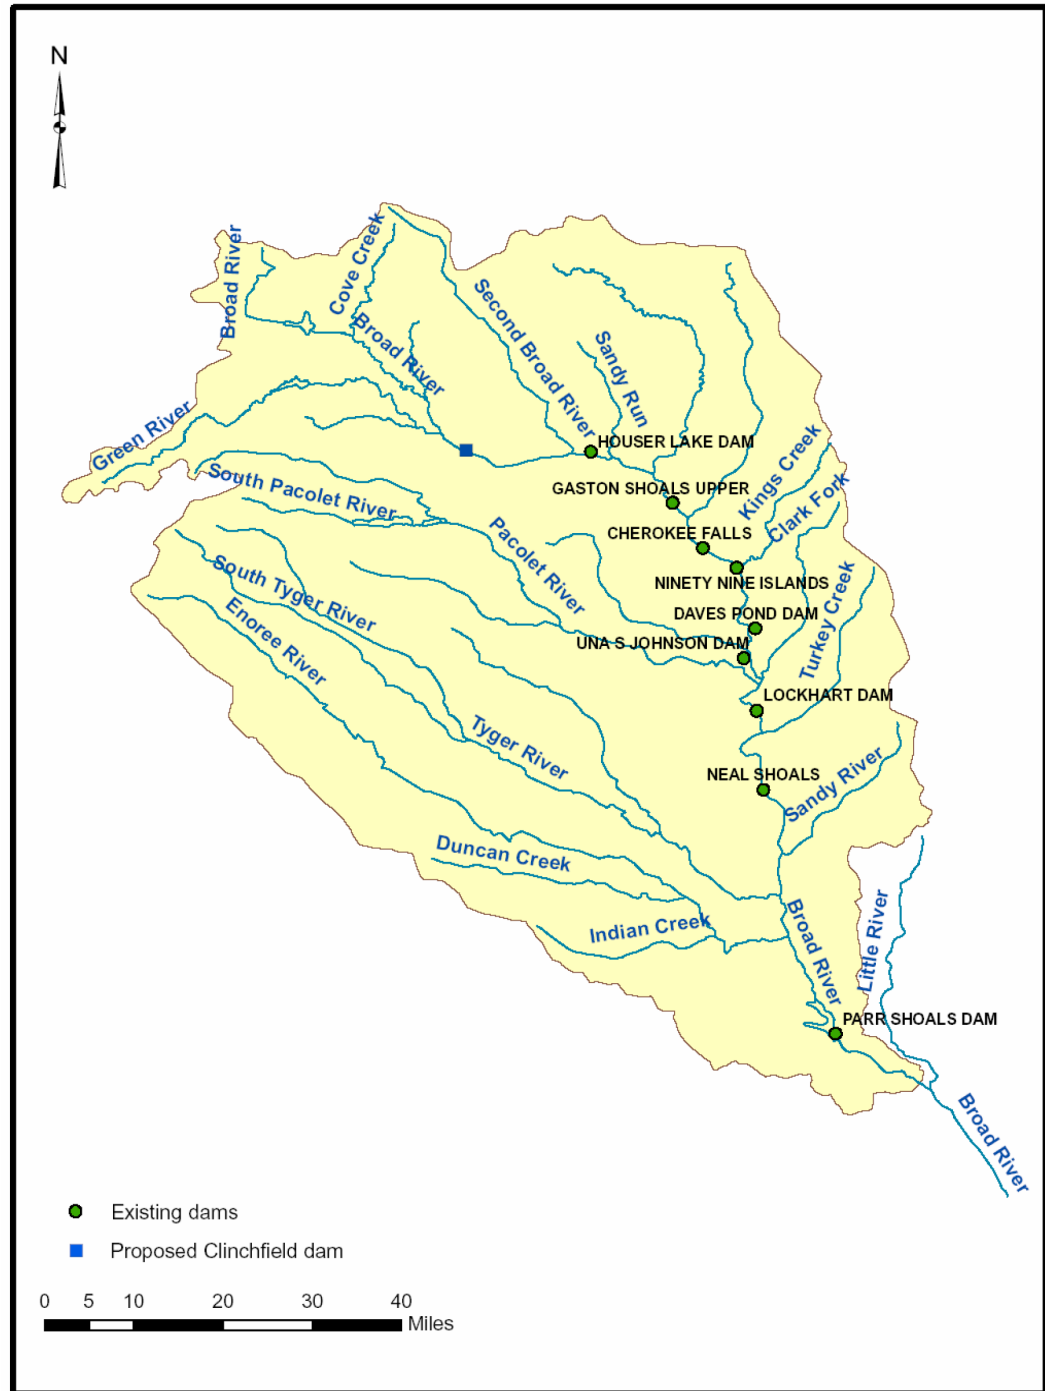 N
Broad River
Cove Creek
Second Broad River
Broad River
Sandy Run
Green River
HOUSER LAKE DAM
South Pacolet River
GASTON SHOALS UPPER
Kings Creek
Clark Fork
Pacolet River
CHEROKEE FALLS
NINETY NINE ISLANDS
South Tyger River
DAVES POND DAM
Turkey Creek
Enoree River
UNA S JOHNSON DAM
LOCKHART DAM
Tyger River
NEAL SHOALS
Sandy River
Duncan Creek
Indian Creek
Broad River
Little River
PARR SHOALS DAM
Broad River
Existing dams
Proposed Clinchfield dam
0 5 10 20 30 40
Miles